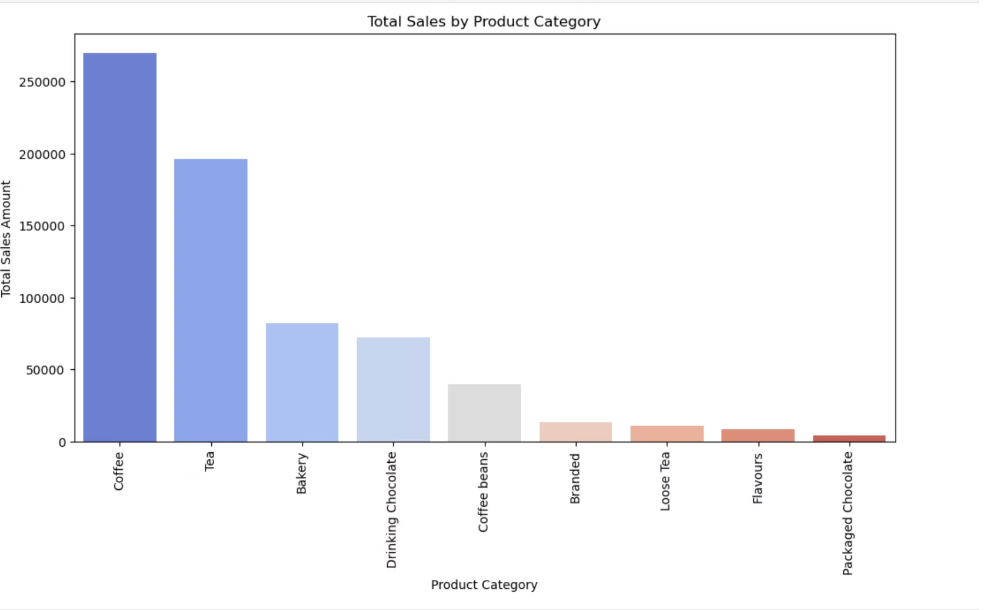 Total Sales by Product Category
Total Sales Amount
250000
200000
150000
100000
50000
0
Coffee
Tea
Bakery
Drinking Chocolate
Coffee beans
Branded
Loose Tea
Flavours
Packaged Chocolate
Product Category